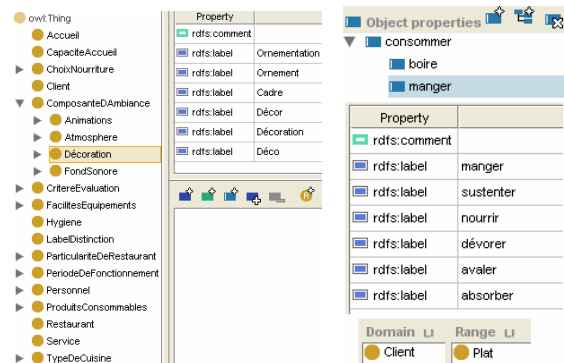 owl:Thing
Accueil
CapaciteAccueil
ChoixNourriture
Client
ComposanteDAmbiance
Animations
Atmosphere
Décoration
FondSonore
CritereEvaluation
FacilitesEquipements
Hygiene
LabelDistinction
ParticulariteDeRestaurant
PeriodeDeFonctionnement
Personnel
ProduitsConsommables
Restaurant
Service
TypeDeCuisine
Property
rdfs:comment
rdfs:label Ornementation
rdfs:label Ornement
rdfs:label Cadre
rdfs:label Décor
rdfs:label Décoration
rdfs:label Déco
Object properties
consommer
boire
manger
Property
rdfs:comment
rdfs:label manger
rdfs:label sustenter
rdfs:label nourrir
rdfs:label dévorer
rdfs:label avaler
rdfs:label absorber
Domain ⊔ Range ⊔
Client Plat